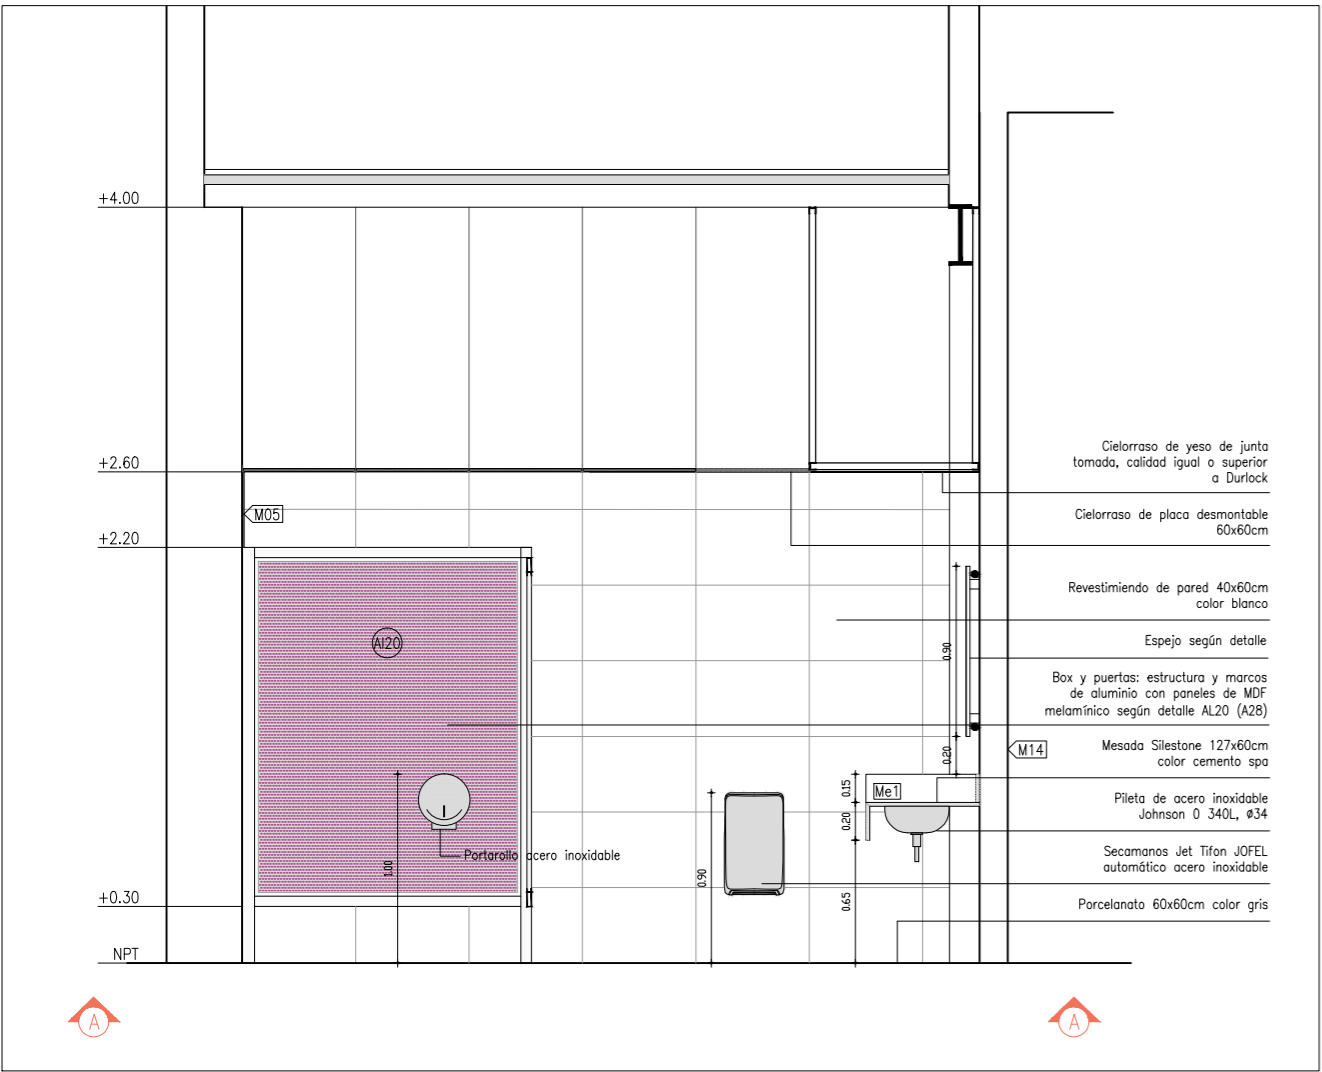 +4.00
+2.60
M05
+2.20
Al20
Portarollo acero inoxidable
1.00
+0.30
NPT
0.90
0.90
0.20
Me1
0.15
0.20
0.65
M14
Cielorraso de yeso de junta
tomada, calidad igual o superior
a Durlock
Cielorraso de placa desmontable
60x60cm
Revestimiendo de pared 40x60cm
color blanco
Espejo según detalle
Box y puertas: estructura y marcos
de aluminio con paneles de MDF
melamínico según detalle AL20 (A28)
Mesada Silestone 127x60cm
color cemento spa
Pileta de acero inoxidable
Johnson O 340L, ø34
Secamanos Jet Tifon JOFEL
automático acero inoxidable
Porcelanato 60x60cm color gris
A
A